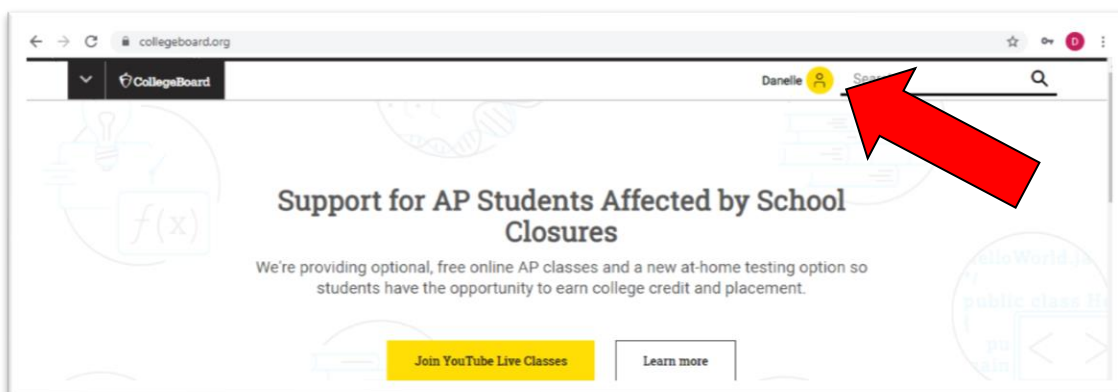 collegeboard.org
D
CollegeBoard
Danelle
f(x)
Support for AP Students Affected by School
Closures
We're providing optional, free online AP classes and a new at-home testing option so
students have the opportunity to earn college credit and placement.
Join YouTube Live Classes
Learn more
public class